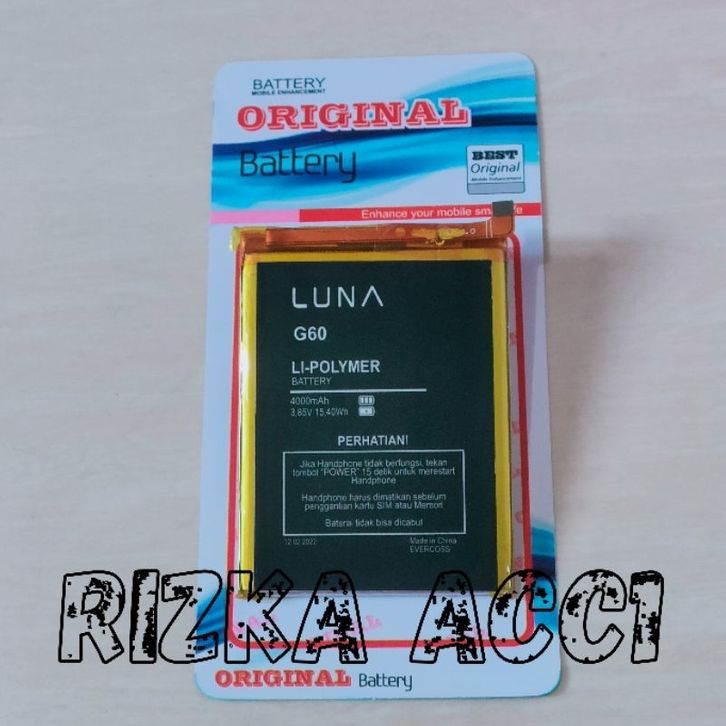 BATTERY
MOBILE ENHANCEMENT
ORIGINAL
Battery
BEST
Original
Mobile Enhancement
Enhance your mobile
LUNA
G60
LI-POLYMER
BATTERY
4000mAh
3,85V 15,40Wh
PERHATIAN!
Jika Handphone tidak berfungsi, tekan
tombol "POWER" 15 detik untuk merestart
Handphone
Handphone harus dimatikan sebelum
penggantian kartu SIM atau Memori
Baterai tidak bisa dicabut
12 02 2022
Made in China
EVERCOSS
RIZKA ACC1
ORIGINAL Battery